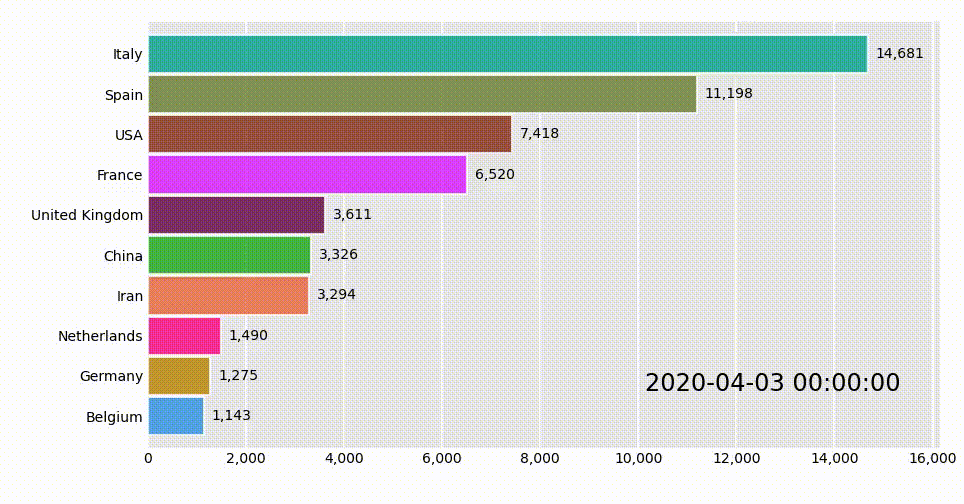 Italy 14,681
Spain 11,198
USA 7,418
France 6,520
United Kingdom 3,611
China 3,326
Iran 3,294
Netherlands 1,490
Germany 1,275
2020-04-03 00:00:00
Belgium 1,143
0 2,000 4,000 6,000 8,000 10,000 12,000 14,000 16,000